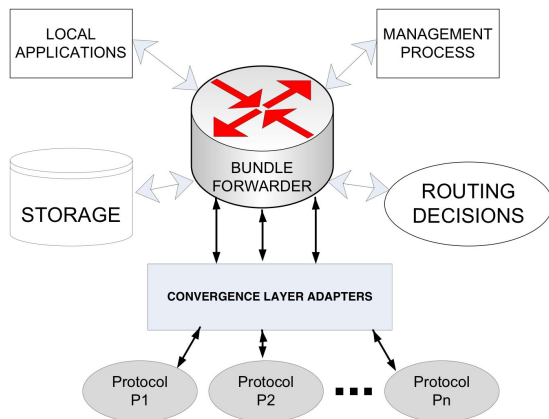 LOCAL
APPLICATIONS
MANAGEMENT
PROCESS
BUNDLE
FORWARDER
STORAGE
ROUTING
DECISIONS
CONVERGENCE LAYER ADAPTERS
Protocol
P1
Protocol
P2
Protocol
Pn